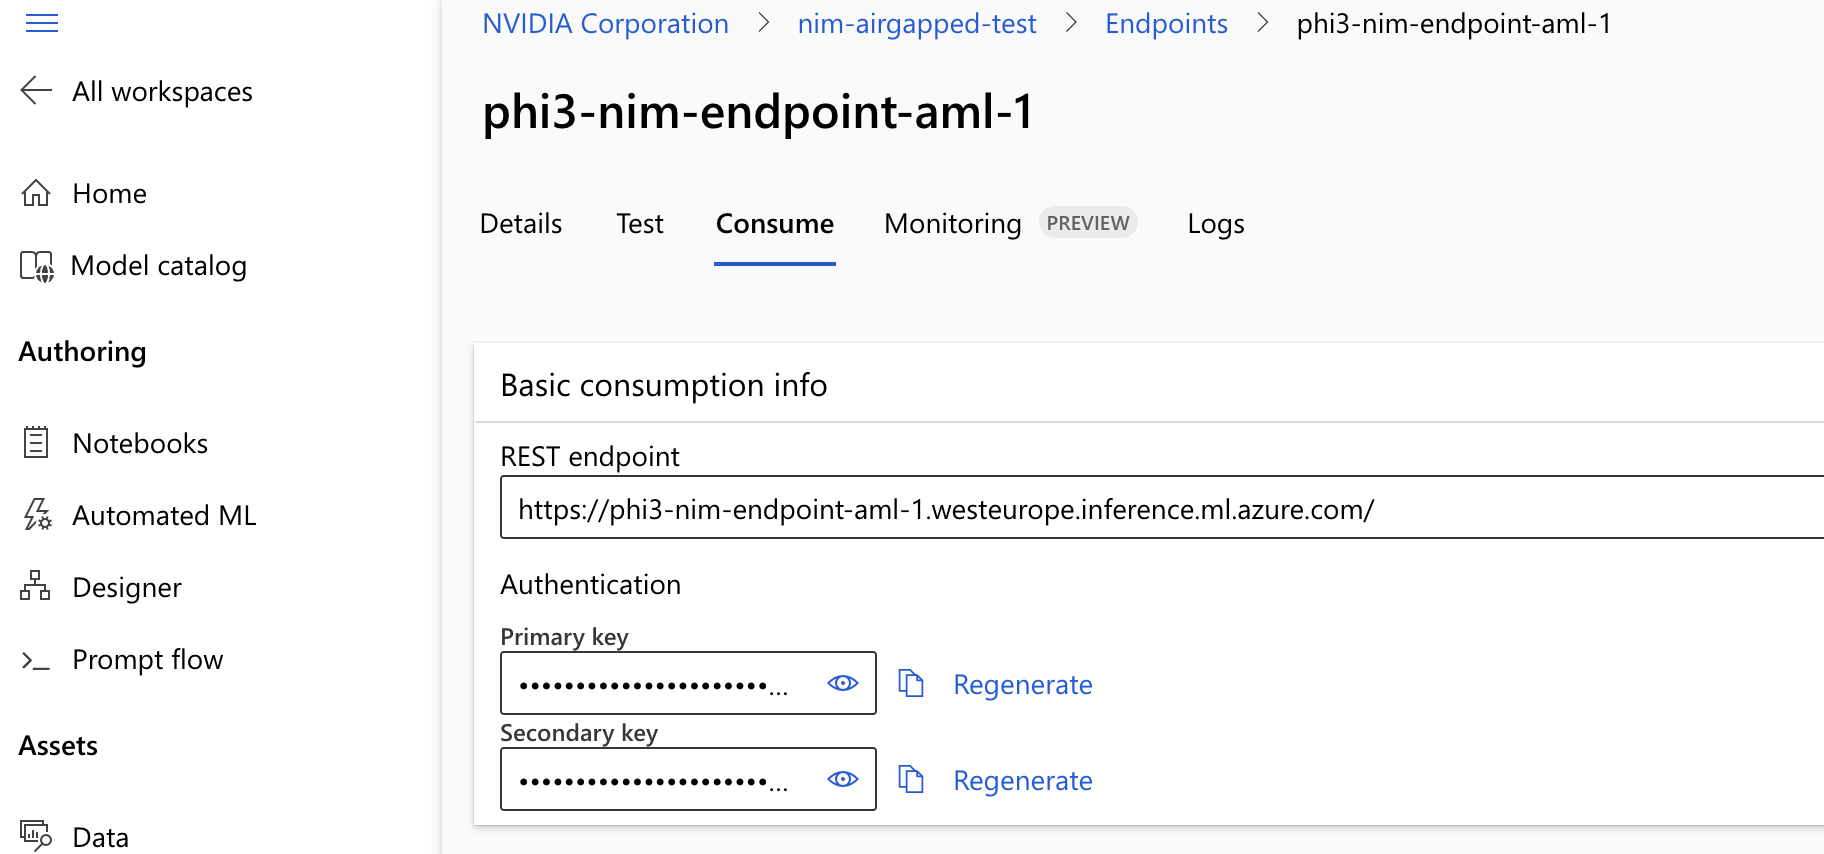 NVIDIA Corporation > nim-airgapped-test > Endpoints > phi3-nim-endpoint-aml-1
All workspaces
phi3-nim-endpoint-aml-1
Home
Details Test Consume Monitoring PREVIEW Logs
Model catalog
Authoring
Basic consumption info
Notebooks
REST endpoint
https://phi3-nim-endpoint-aml-1.westeurope.inference.ml.azure.com/
Automated ML
Designer
Authentication
Primary key
Prompt flow
••••••••••••••••••••••... Regenerate
Secondary key
Assets
••••••••••••••••••••••... Regenerate
Data